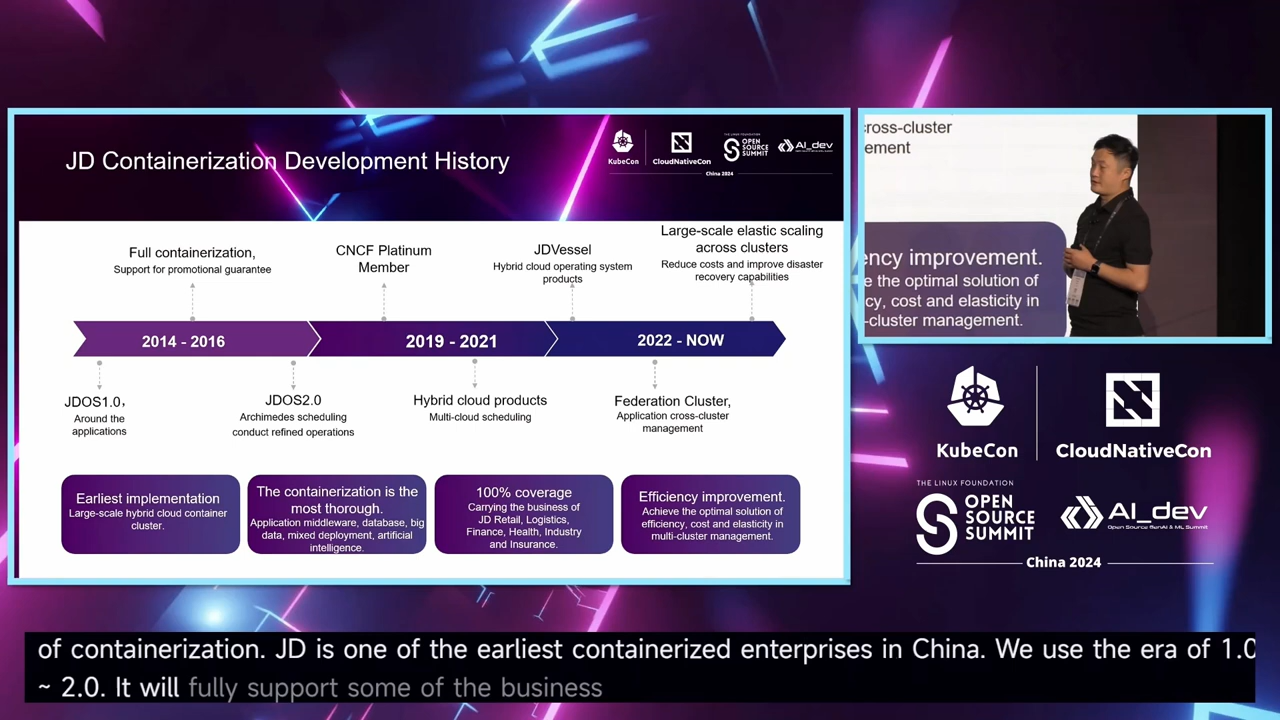 JD Containerization Development History
KubeCon
CloudNativeCon
THE LINUX FOUNDATION
OPEN
SOURCE
SUMMIT
AI_dev
China 2024
Full containerization,
Support for promotional guarantee
CNCF Platinum
Member
JDVessel
Hybrid cloud operating system
products
Large-scale elastic scaling
across clusters
Reduce costs and improve disaster
recovery capabilities
2014 - 2016
2019 - 2021
2022 - NOW
JDOS1.0,
Around the
applications
JDOS2.0
Archimedes scheduling
conduct refined operations
Hybrid cloud products
Multi-cloud scheduling
Federation Cluster,
Application cross-cluster
management
Earliest implementation
Large-scale hybrid cloud container
cluster.
The containerization is the
most thorough.
Application middleware, database, big
data, mixed deployment, artificial
intelligence.
100% coverage
Carrying the business of
JD Retail, Logistics,
Finance, Health, Industry
and Insurance.
Efficiency improvement.
Achieve the optimal solution of
efficiency, cost and elasticity in
multi-cluster management.
cross-cluster
ement
ency improvement.
e the optimal solution of
cy, cost and elasticity in
-cluster management.
KubeCon
CloudNativeCon
THE LINUX FOUNDATION
OPEN
SOURCE
SUMMIT
AI_dev
Open Source GenAI & ML Summit
China 2024
of containerization. JD is one of the earliest containerized enterprises in China. We use the era of 1.0
~ 2.0. It will fully support some of the business